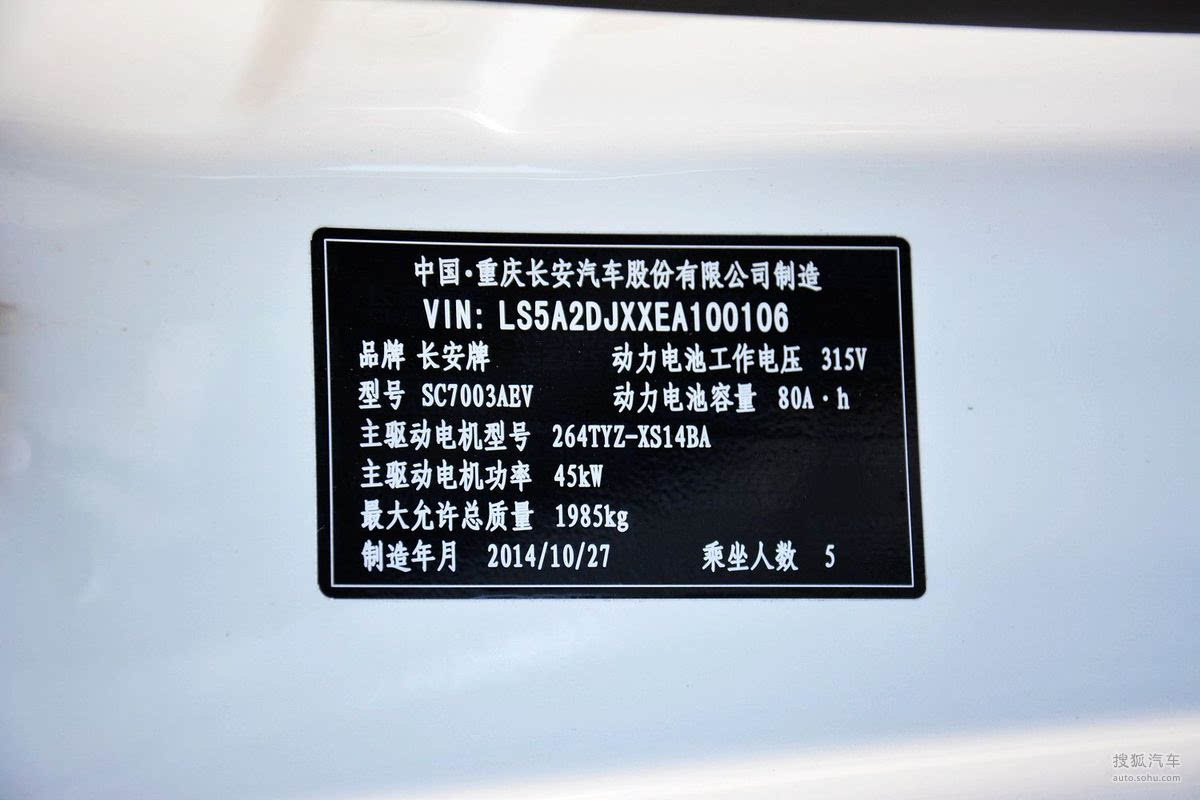 中国·重庆长安汽车股份有限公司制造
VIN: LS5A2DJXXEA100106
品牌 长安牌 动力电池工作电压 315V
型号 SC7003AEV 动力电池容量 80A·h
主驱动电机型号 264TYZ-XS14BA
主驱动电机功率 45kW
最大允许总质量 1985kg
制造年月 2014/10/27 乘坐人数 5
搜狐汽车
auto.sohu.com